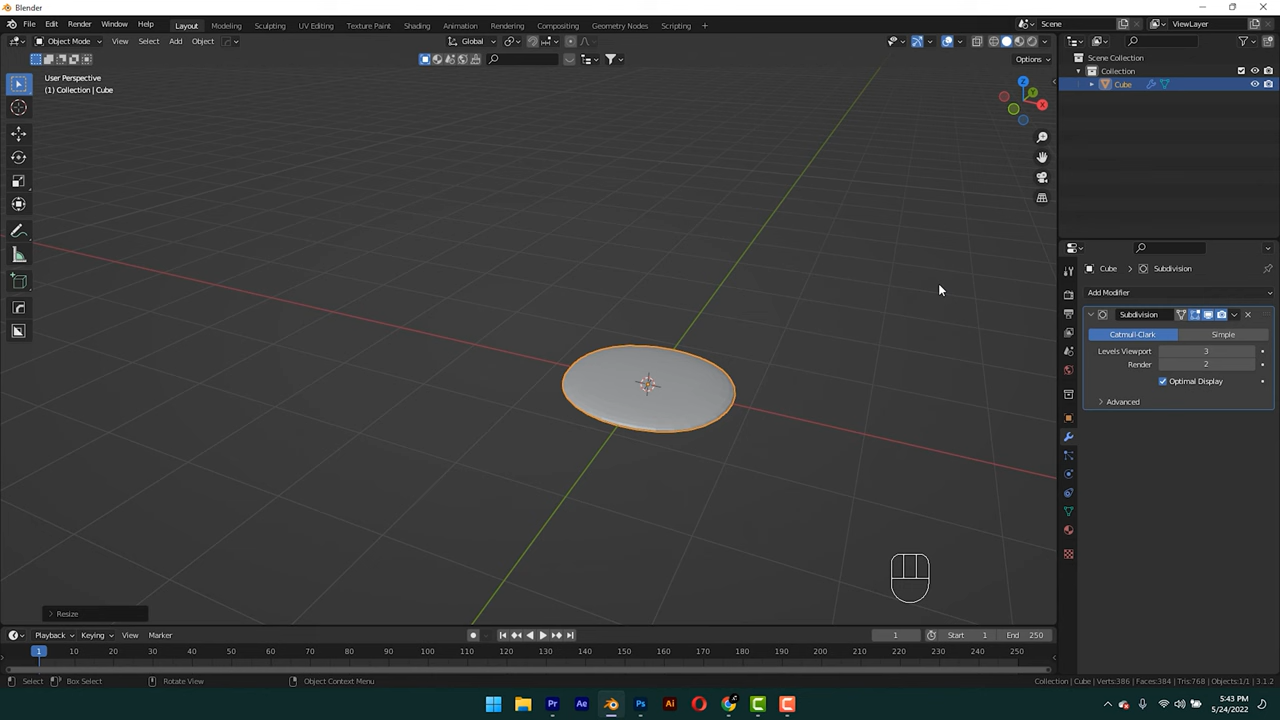 Blender
File Edit Render Window Help Layout Modeling Sculpting UV Editing Texture Paint Shading Animation Rendering Compositing Geometry Nodes Scripting + Scene ViewLayer
Object Mode View Select Add Object Global
Options
User Perspective
(1) Collection | Cube
Scene Collection
Collection
Cube
Z
Y
X
Cube > Subdivision
Add Modifier
Subdivision
Catmull-Clark Simple
Levels Viewport 3
Render 2
Optimal Display
> Advanced
> Resize
Playback Keying View Marker 1 Start 1 End 250
1 10 20 30 40 50 60 70 80 90 100 110 120 130 140 150 160 170 180 190 200 210 220 230 240 250
Select Box Select Rotate View Object Context Menu Collection | Cube | Verts:386 | Faces:384 | Tris:768 | Objects:1/1 | 3.1.2
Pr Ae Ps Ai
5:43 PM
5/24/2022